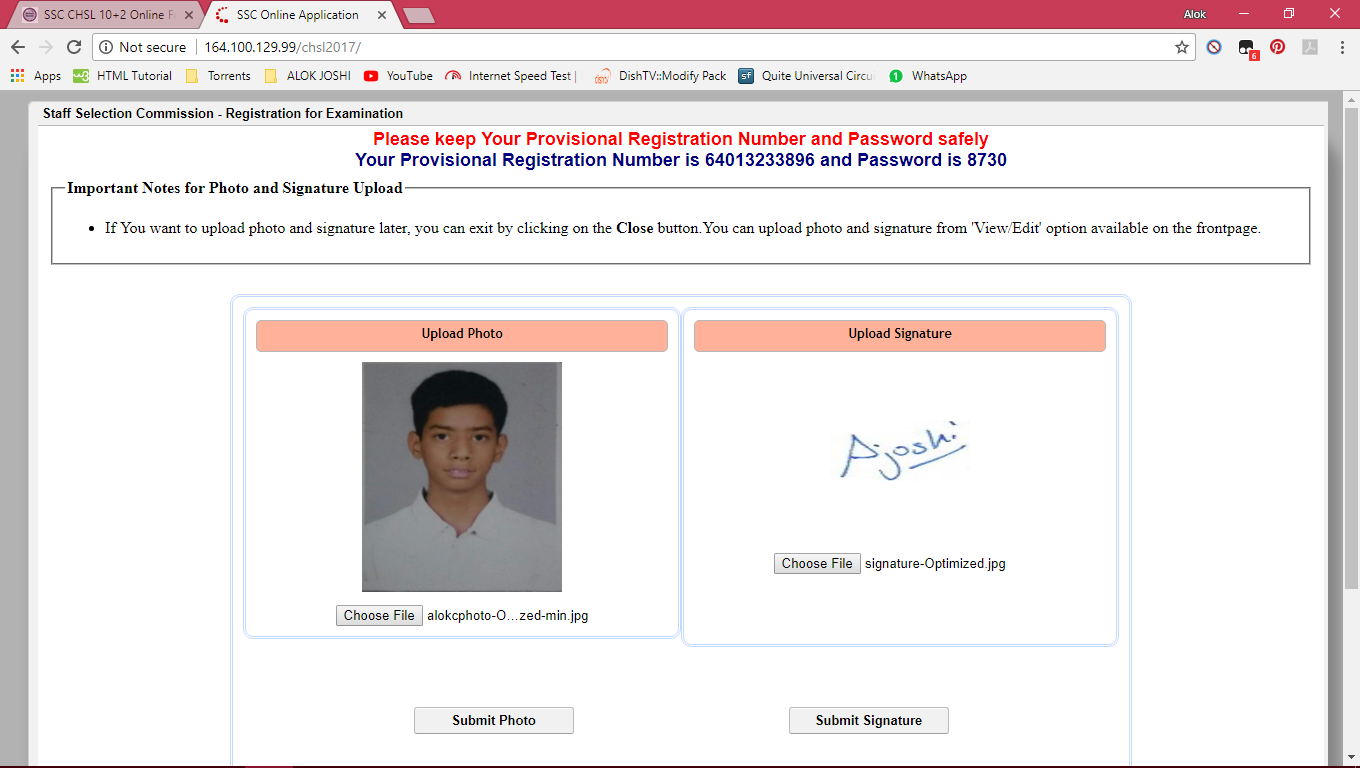 SSC CHSL 10+2 Online F
SSC Online Application
Alok
Not secure
164.100.129.99/chsl2017/
6
Apps
HTML Tutorial
Torrents
ALOK JOSHI
YouTube
Internet Speed Test |
DishTV::Modify Pack
sf
Quite Universal Circu
1
WhatsApp
Staff Selection Commission - Registration for Examination
Please keep Your Provisional Registration Number and Password safely
Your Provisional Registration Number is 64013233896 and Password is 8730
Important Notes for Photo and Signature Upload
If You want to upload photo and signature later, you can exit by clicking on the Close button.You can upload photo and signature from 'View/Edit' option available on the frontpage.
Upload Photo
Upload Signature
Ajoshi
Choose File alokcphoto-O...zed-min.jpg
Choose File signature-Optimized.jpg
Submit Photo
Submit Signature